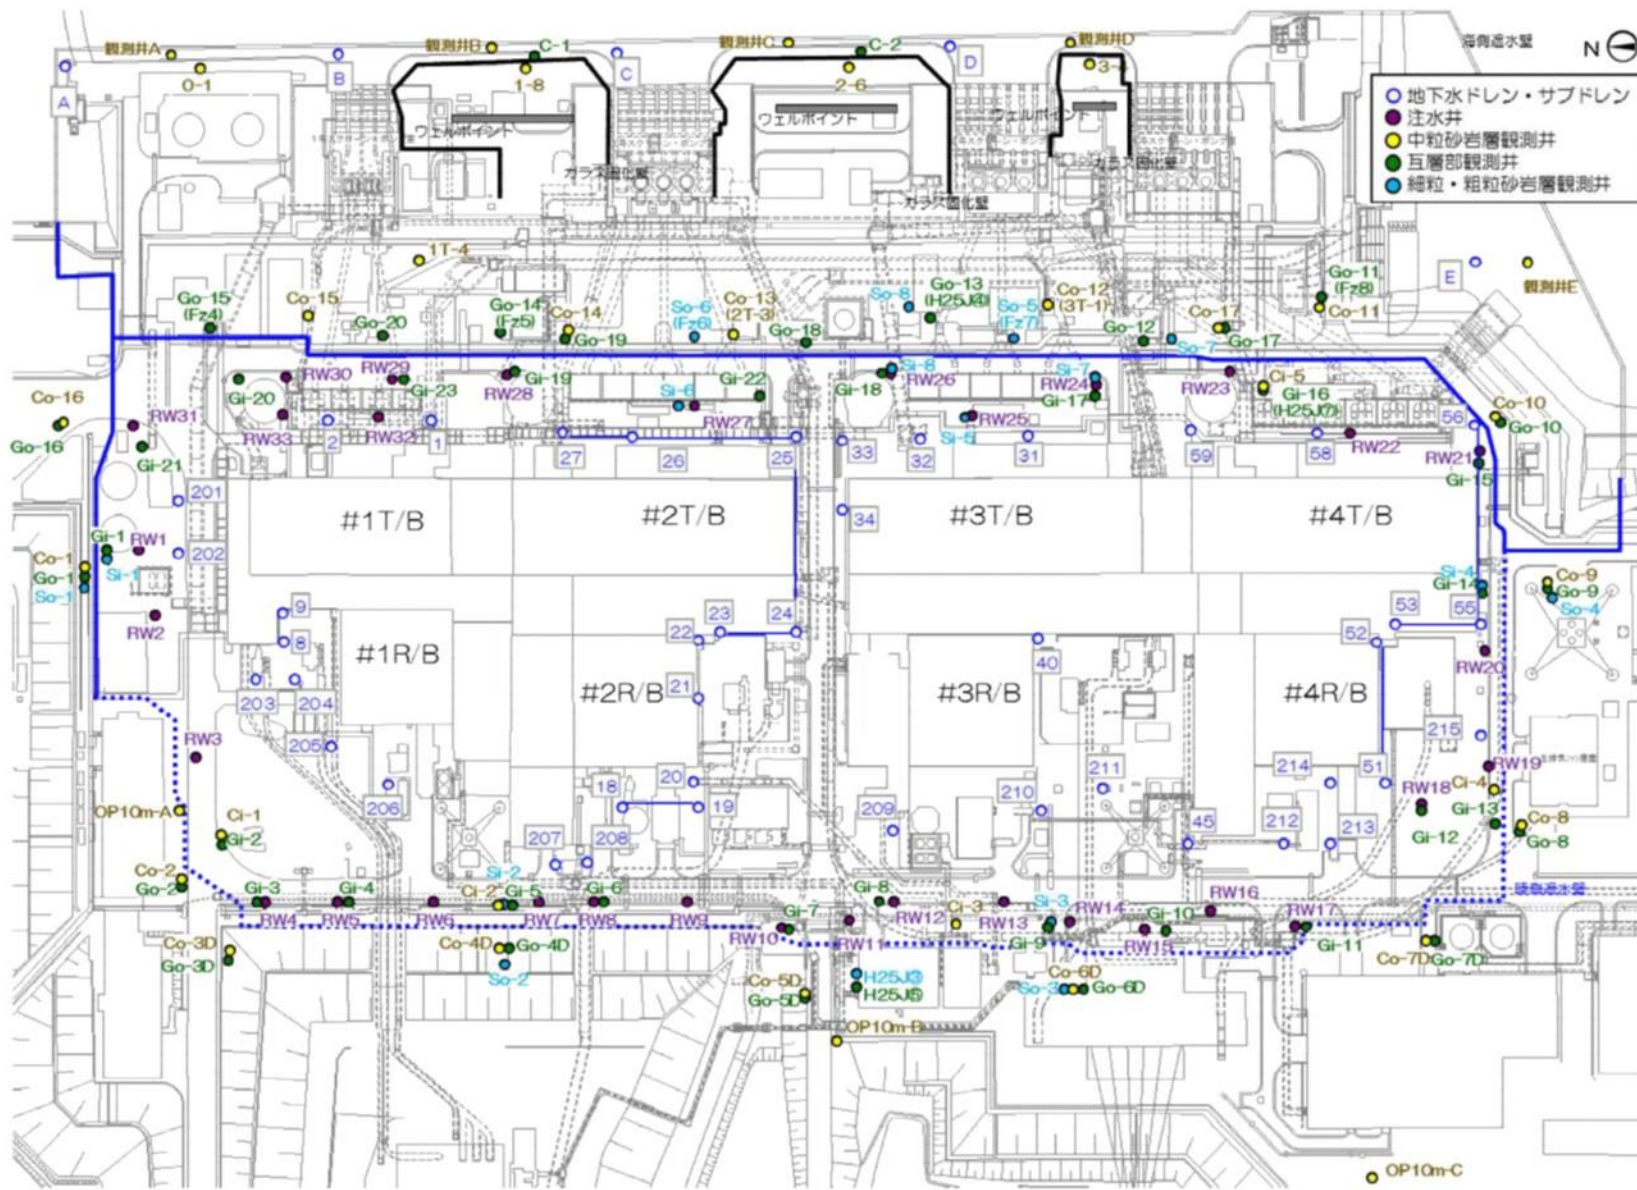 観測井A
観測井B
C-1
観測井C
C-2
観測井D
海側遮水壁
N
A
O-1
B
1-8
C
2-6
D
3-4
地下水ドレン・サブドレン
注水井
中粒砂岩層観測井
互層部観測井
細粒・粗粒砂岩層観測井
ウェルポイント
ウェルポイント
ウェルポイント
ガラス固化壁
ガラス固化壁
ガラス固化壁
1T-4
E
観測井E
Go-15
(Fz4)
Co-15
Go-20
Go-14
(Fz5)
Co-14
Go-19
So-6
(Fz6)
Co-13
(2T-3)
Go-18
So-8
Go-13
(H25J④)
So-5
(Fz7)
Co-12
(3T-1)
Go-12
So-7
Co-17
Go-17
Go-11
(Fz8)
Co-11
Co-16
Go-16
RW31
Gi-21
Gi-20
RW30
RW33
RW29
Gi-23
RW32
2
1
RW28
Gi-19
Si-6
RW27
Gi-22
Gi-18
Si-8
RW26
Si-5
RW25
Si-7
RW24
Gi-17
RW23
Ci-5
Gi-16
(H25J⑦)
RW22
56
Co-10
Go-10
RW21
Gi-15
27
26
25
33
32
31
59
58
201
202
34
#1T/B
#2T/B
#3T/B
#4T/B
Co-1
Go-1
So-1
Gi-1
Si-1
RW1
RW2
9
8
22
23
24
40
52
53
55
Si-4
Gi-14
RW20
Co-9
Go-9
So-4
#1R/B
#2R/B
#3R/B
#4R/B
203
204
205
206
21
20
18
19
207
208
209
210
211
45
212
213
214
51
215
RW3
OP10m-A
Ci-1
Gi-2
Co-2
Go-2
RW18
Gi-12
RW19
Ci-4
Gi-13
Co-8
Go-8
陸側遮水壁
Gi-3
RW4
RW5
Gi-4
RW6
Ci-2
Si-2
Gi-5
RW7
Gi-6
RW8
RW9
RW10
Gi-7
Gi-8
RW11
RW12
Ci-3
RW13
Si-3
Gi-9
RW14
RW15
Gi-10
RW16
RW17
Gi-11
Co-3D
Go-3D
Co-4D
Go-4D
So-2
Co-5D
Go-5D
H25J③
H25J⑤
Co-6D
So-3
Go-6D
Co-7D
Go-7D
OP10m-B
OP10m-C